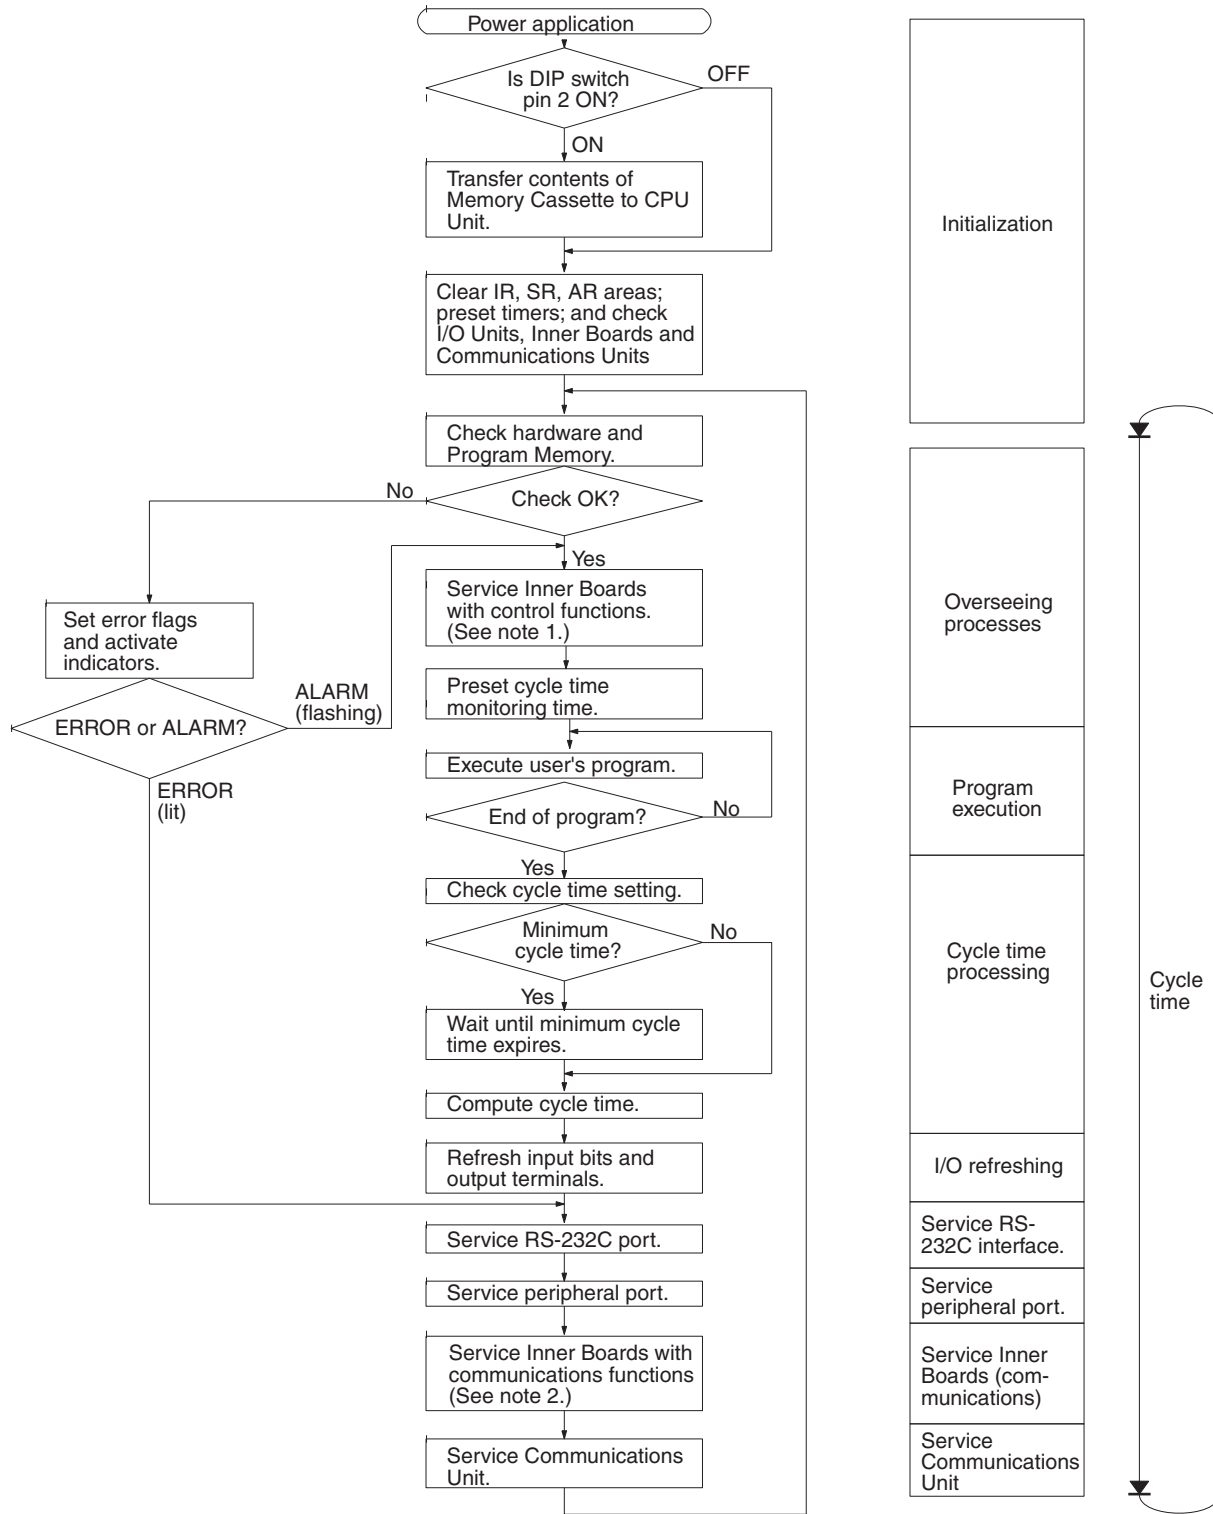 Power application
Is DIP switch
pin 2 ON?
OFF
ON
Transfer contents of
Memory Cassette to CPU
Unit.
Clear IR, SR, AR areas;
preset timers; and check
I/O Units, Inner Boards and
Communications Units
Check hardware and
Program Memory.
No
Check OK?
Yes
Service Inner Boards
with control functions.
(See note 1.)
Set error flags
and activate
indicators.
ALARM
(flashing)
ERROR or ALARM?
ERROR
(lit)
Preset cycle time
monitoring time.
Execute user's program.
End of program?
No
Yes
Check cycle time setting.
Minimum
cycle time?
No
Yes
Wait until minimum cycle
time expires.
Compute cycle time.
Refresh input bits and
output terminals.
Service RS-232C port.
Service peripheral port.
Service Inner Boards with
communications functions
(See note 2.)
Service Communications
Unit.
Initialization
Overseeing
processes
Program
execution
Cycle time
processing
I/O refreshing
Service RS-
232C interface.
Service
peripheral port.
Service Inner
Boards (com-
munications)
Service
Communications
Unit
Cycle
time